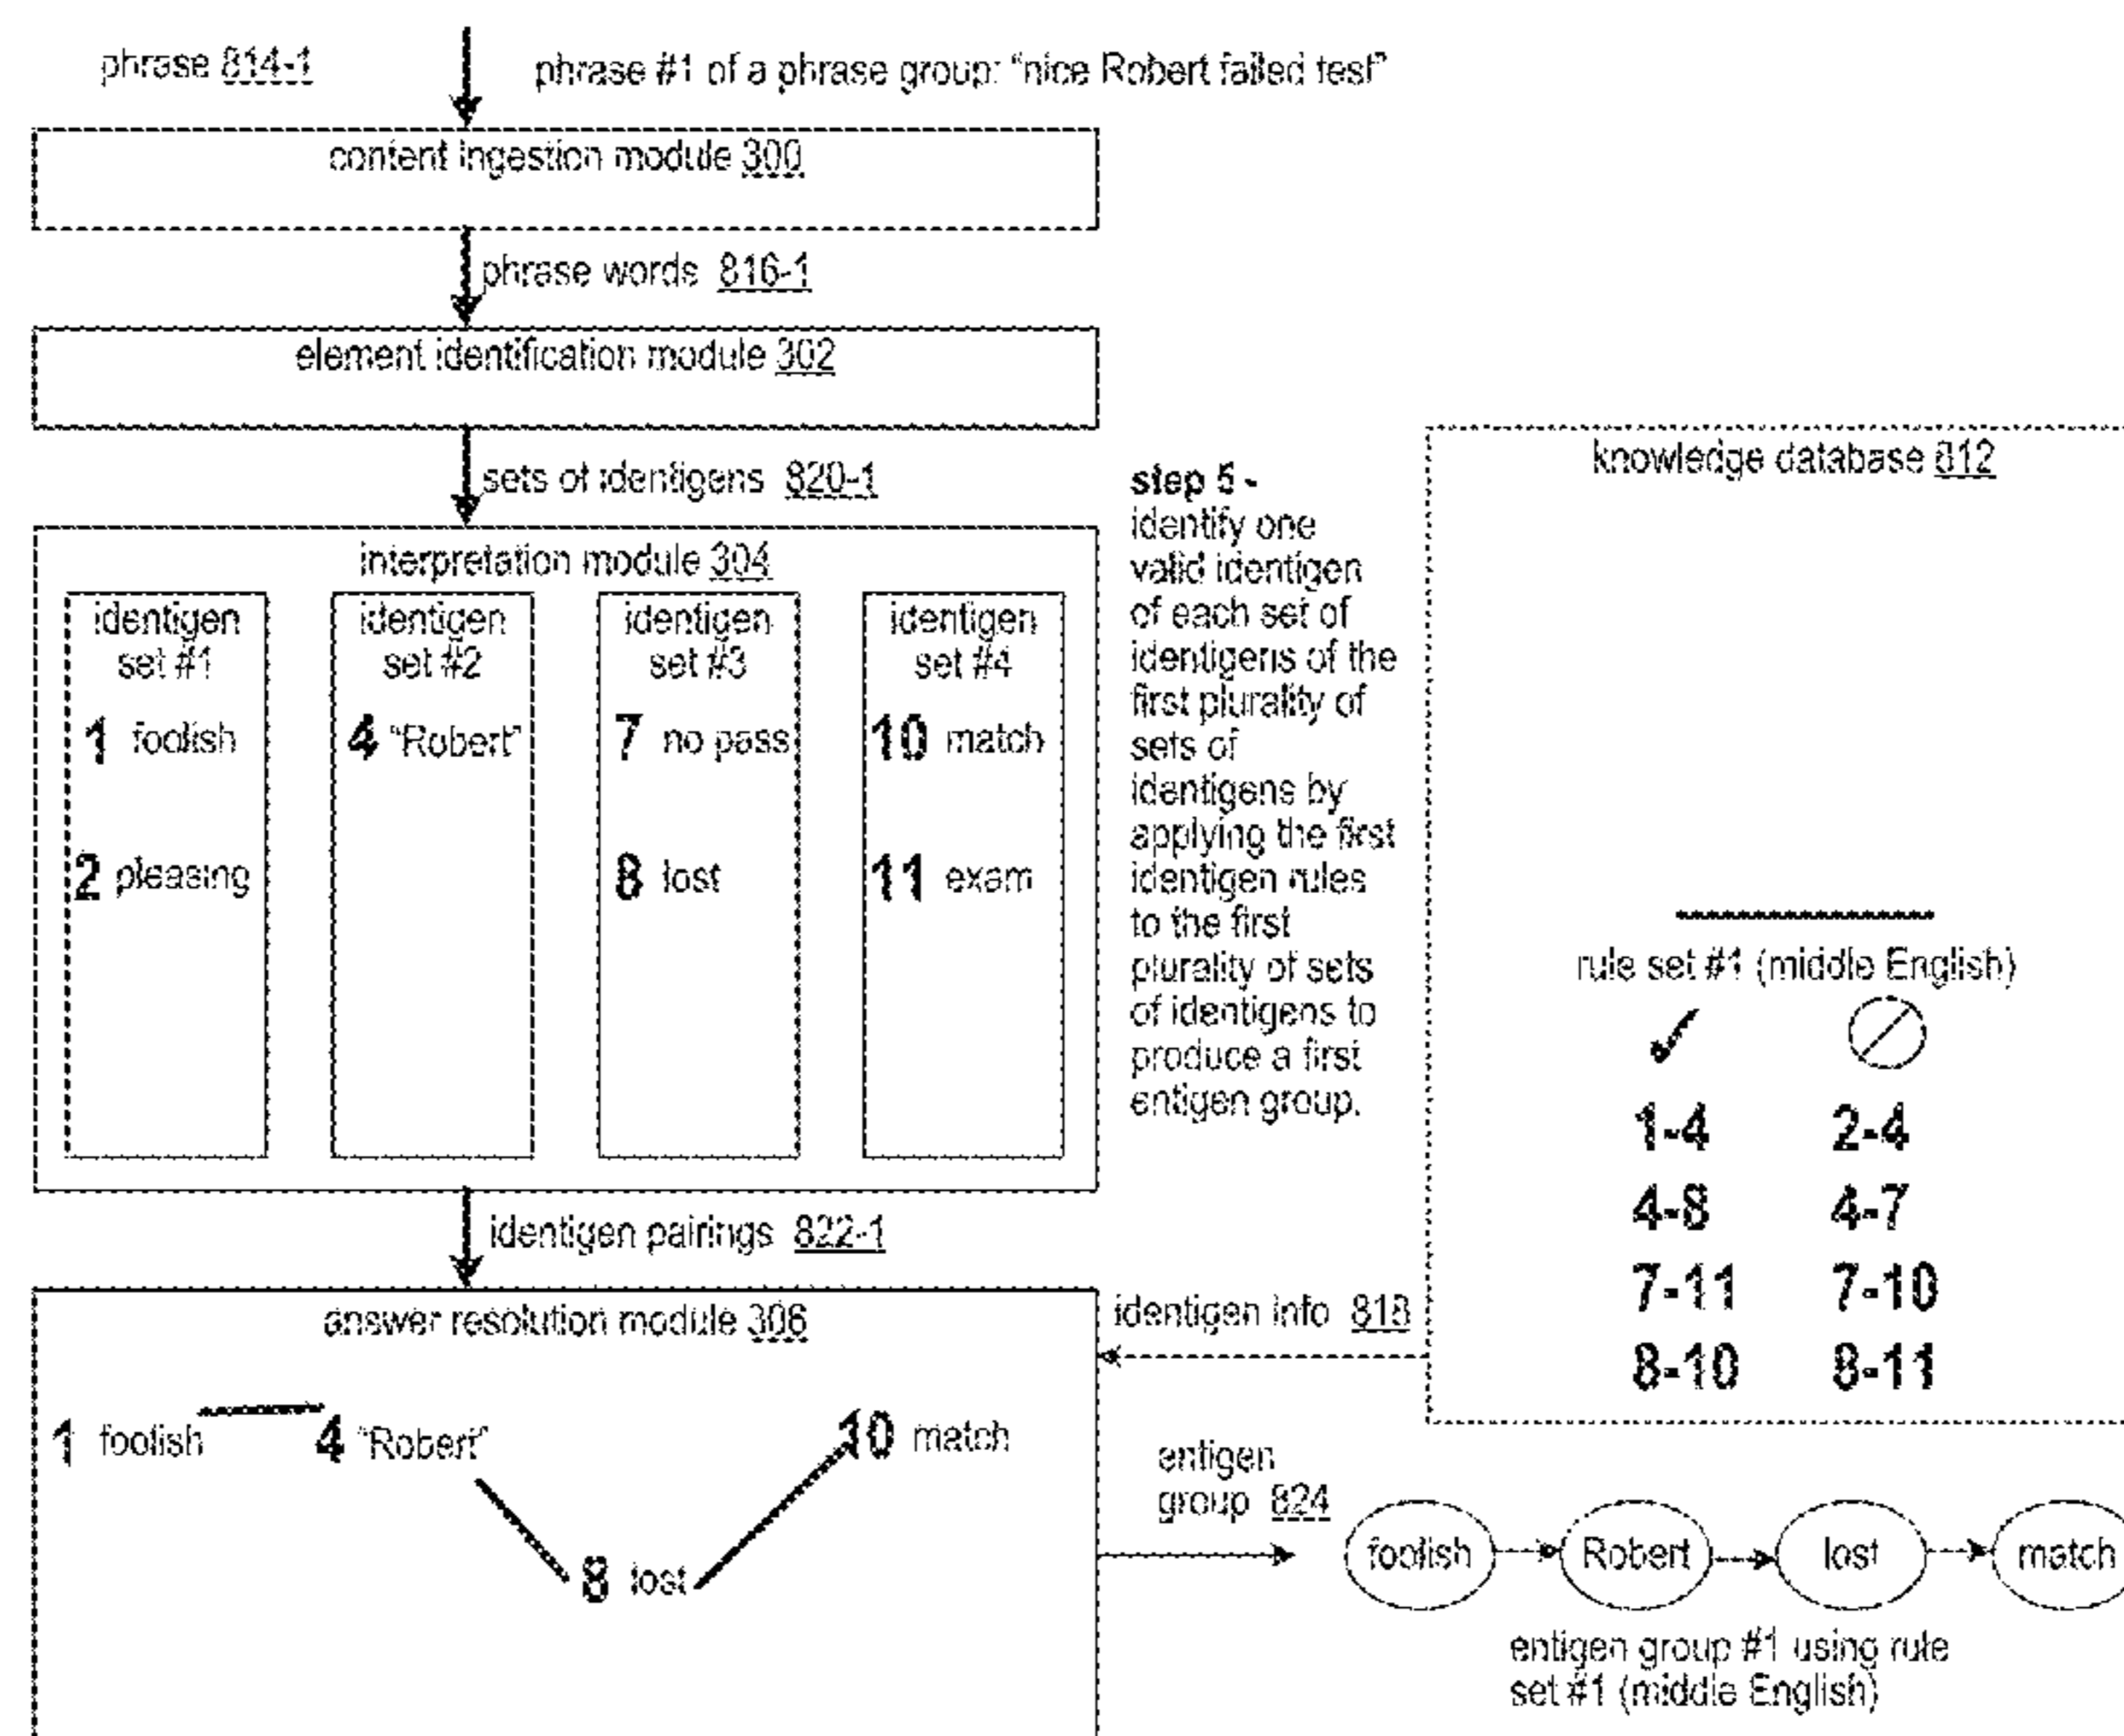 phrase 814-1
phrase #1 of a phrase group: "nice Robert failed test"
content ingestion module 300
phrase words 816-1
element identification module 302
sets of identigens 820-1
interpretation module 304
identigen
set #1
1 foolish
2 pleasing
identigen
set #2
4 "Robert"
identigen
set #3
7 no pass
8 lost
identigen
set #4
10 match
11 exam
step 5 -
identify one
valid identigen
of each set of
identigens of the
first plurality of
sets of
identigens by
applying the first
identigen rules
to the first
plurality of sets
of identigens to
produce a first
entigen group.
knowledge database 812
rule set #1 (middle English)
1-4 2-4
4-8 4-7
7-11 7-10
8-10 8-11
identigen pairings 822-1
answer resolution module 306
identigen info 818
1 foolish
4 "Robert"
8 lost
10 match
entigen
group 824
foolish
Robert
lost
match
entigen group #1 using rule
set #1 (middle English)